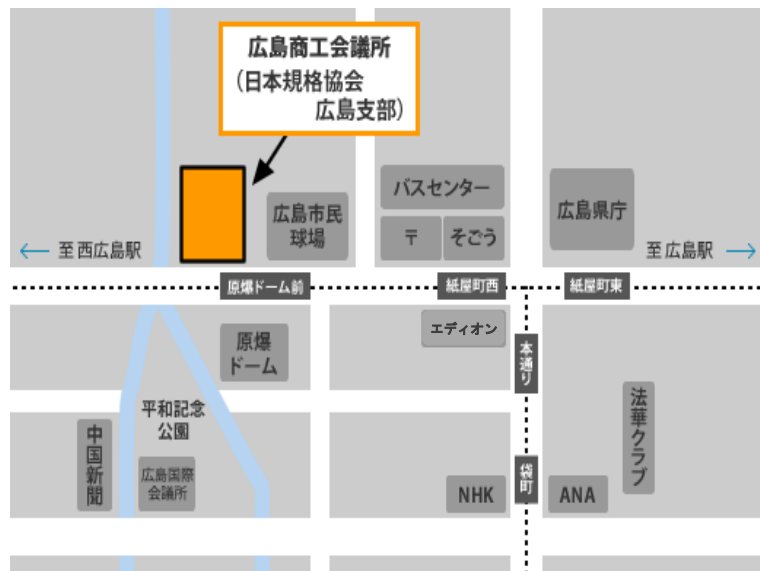 広島商工会議所
(日本規格協会
広島支部)
バスセンター
広島市民
球場
〒
そごう
広島県庁
← 至 西広島駅
至 広島駅 →
原爆ドーム前
紙屋町西
紙屋町東
原爆
ドーム
エディオン
本通り
平和記念
公園
法華クラブ
中国新聞
広島国際
会議所
袋町
NHK
ANA